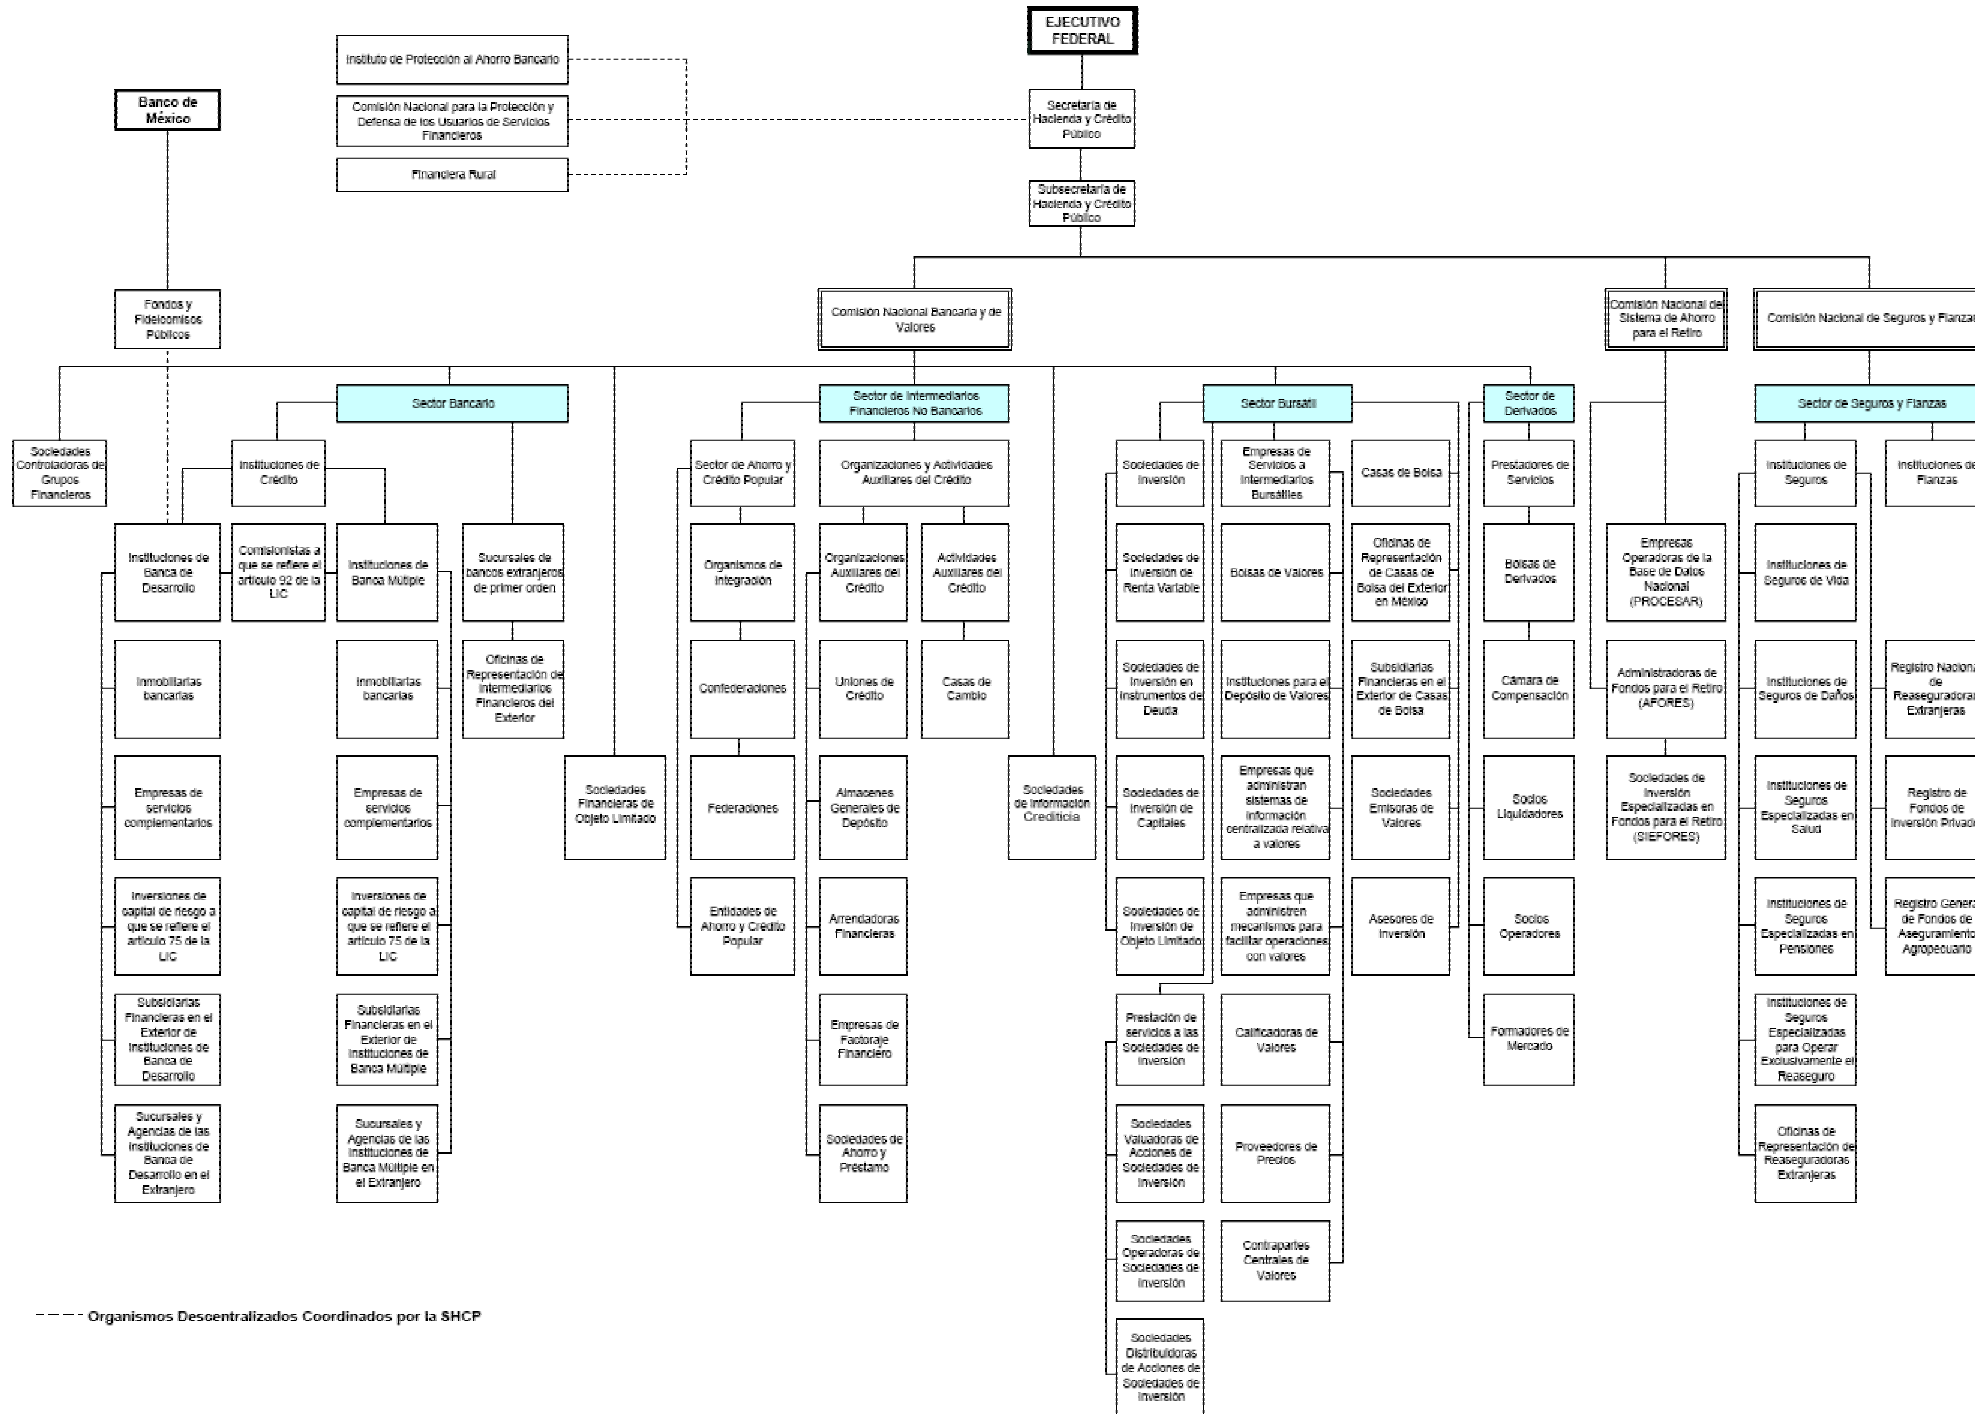 EJECUTIVO
FEDERAL
Instituto de Protección al Ahorro Bancario
Banco de
México
Comisión Nacional para la Protección y
Defensa de los Usuarios de Servicios
Financieros
Secretaría de
Hacienda y Crédito
Público
Financiera Rural
Subsecretaría de
Hacienda y Crédito
Público
Fondos y
Fideicomisos
Públicos
Comisión Nacional Bancaria y de
Valores
Comisión Nacional de
Sistema de Ahorro
para el Retiro
Comisión Nacional de Seguros y Fianzas
Sector Bancario
Sector de Intermediarios
Financieros No Bancarios
Sector Bursátil
Sector de
Derivados
Sector de Seguros y Fianzas
Sociedades
Controladoras de
Grupos
Financieros
Instituciones de
Crédito
Sector de Ahorro y
Crédito Popular
Organizaciones y Actividades
Auxiliares del Crédito
Sociedades de
Inversión
Empresas de
Servicios a
Intermediarios
Bursátiles
Casas de Bolsa
Prestadores de
Servicios
Instituciones de
Seguros
Instituciones de
Fianzas
Instituciones de
Banca de
Desarrollo
Comisionistas a
que se refiere el
artículo 92 de la
LIC
Instituciones de
Banca Mútiple
Sucursales de
bancos extranjeros
de primer orden
Organismos de
Integración
Organizaciones
Auxiliares del
Crédito
Actividades
Auxiliares del
Crédito
Sociedades de
Inversión de
Renta Variable
Bolsas de Valores
Oficinas de
Representación
de Casas de
Bolsa del Exterior
en México
Bolsas de
Derivados
Empresas
Operadoras de la
Base de Datos
Nacional
(PROCESAR)
Instituciones de
Seguros de Vida
Inmobiliarias
bancarias
Inmobiliarias
bancarias
Oficinas de
Representación de
Intermediarios
Financieros del
Exterior
Confederaciones
Uniones de
Crédito
Casas de
Cambio
Sociedades de
Inversión en
Instrumentos de
Deuda
Instituciones para el
Depósito de Valores
Subsidiarias
Financieras en el
Exterior de Casas
de Bolsa
Cámara de
Compensación
Administradoras de
Fondos para el Retiro
(AFORES)
Instituciones de
Seguros de Daños
Registro Naciona
de
Reaseguradoras
Extranjeras
Empresas de
servicios
complementarios
Empresas de
servicios
complementarios
Sociedades
Financieras de
Objeto Limitado
Federaciones
Almacenes
Generales de
Depósito
Sociedades
de Información
Crediticia
Sociedades de
Inversión de
Capitales
Empresas que
administran
sistemas de
información
centralizada relativa
a valores
Sociedades
Emisoras de
Valores
Socios
Liquidadores
Sociedades de
Inversión
Especializadas en
Fondos para el Retiro
(SIEFORES)
Instituciones de
Seguros
Especializadas en
Salud
Registro de
Fondos de
Inversión Privado
Inversiones de
capital de riesgo a
que se refiere el
artículo 75 de la
LIC
Inversiones de
capital de riesgo a
que se refiere el
artículo 75 de la
LIC
Entidades de
Ahorro y Crédito
Popular
Arrendadoras
Financieras
Sociedades de
Inversión de
Objeto Limitado
Empresas que
administren
mecanismos para
facilitar operaciones
con valores
Asesores de
Inversión
Socios
Operadores
Instituciones de
Seguros
Especializadas en
Pensiones
Registro Genera
de Fondos de
Aseguramiento
Agropecuario
Subsidiarias
Financieras en el
Exterior de
Instituciones de
Banca de
Desarrollo
Subsidiarias
Financieras en el
Exterior de
Instituciones de
Banca Múltiple
Empresas de
Factoraje
Financiero
Prestación de
servicios a las
Sociedades de
Inversión
Calificadoras de
Valores
Formadores de
Mercado
Instituciones de
Seguros
Especializadas
para Operar
Exclusivamente el
Reaseguro
Sucursales y
Agencias de las
Instituciones de
Banca de
Desarrollo en el
Extranjero
Sucursales y
Agencias de las
Instituciones de
Banca Múltiple en
el Extranjero
Sociedades de
Ahorro y
Préstamo
Sociedades
Valuadoras de
Acciones de
Sociedades de
Inversión
Proveedores de
Precios
Oficinas de
Representación de
Reaseguradoras
Extranjeras
Sociedades
Operadoras de
Sociedades de
Inversión
Contrapartes
Centrales de
Valores
Organismos Descentralizados Coordinados por la SHCP
Sociedades
Distribuidoras
de Acciones de
Sociedades de
Inversión